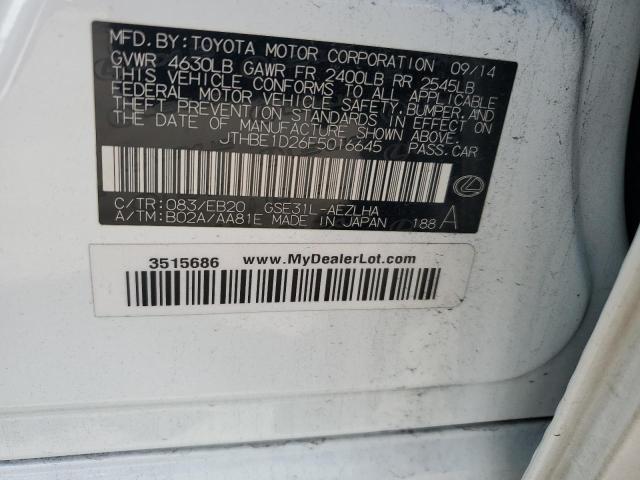 MFD.BY: TOYOTA MOTOR CORPORATION 09/14
GVWR 4630LB GAWR FR 2400LB RR 2545LB
THIS VEHICLE CONFORMS TO ALL APPLICABLE
FEDERAL MOTOR VEHICLE SAFETY, BUMPER, AND
THEFT PREVENTION STANDARDS IN EFFECT ON
THE DATE OF MANUFACTURE SHOWN ABOVE.
JTHBE1D26F5016645 PASS.CAR
C/TR: 083/EB20 GSE31L-AEZLHA
A/TM: B02A/AA81E MADE IN JAPAN 188 A
3515686 www.MyDealerLot.com